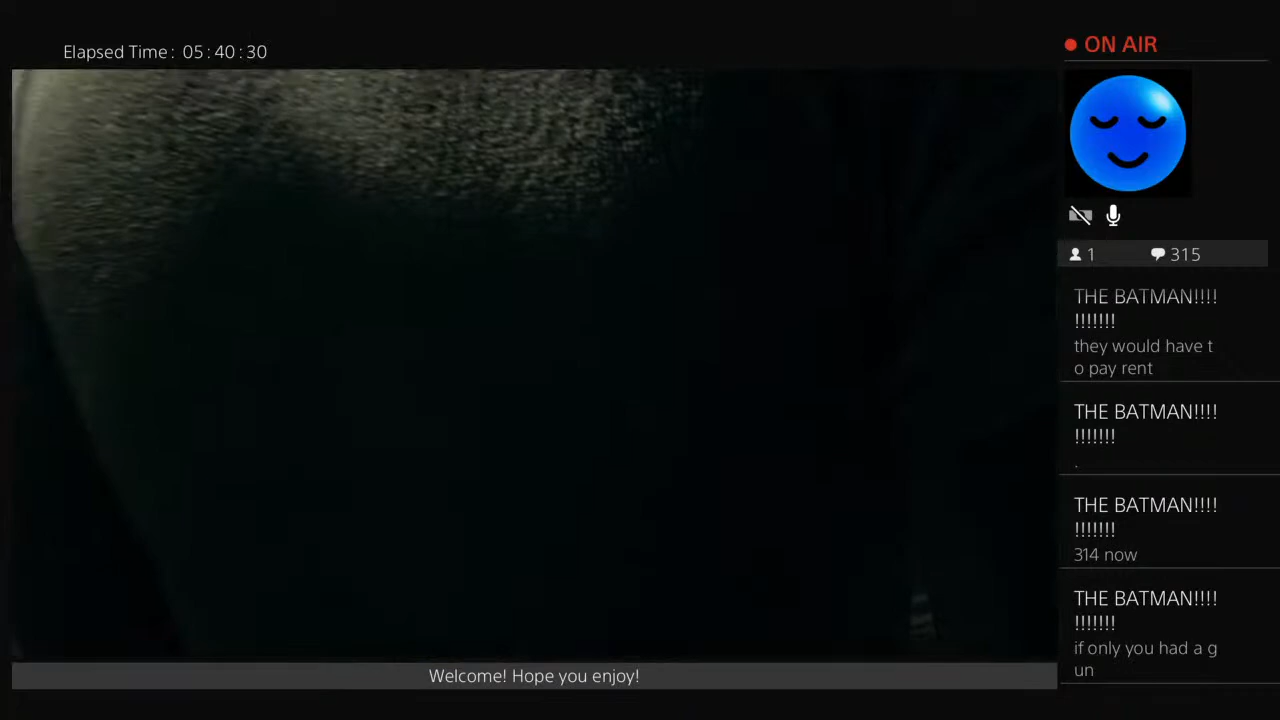 Elapsed Time: 05:40:30
ON AIR
1 315
THE BATMAN!!!!
!!!!!!!
they would have t
o pay rent
THE BATMAN!!!!
!!!!!!!
.
THE BATMAN!!!!
!!!!!!!
314 now
THE BATMAN!!!!
!!!!!!!
if only you had a g
un
Welcome! Hope you enjoy!